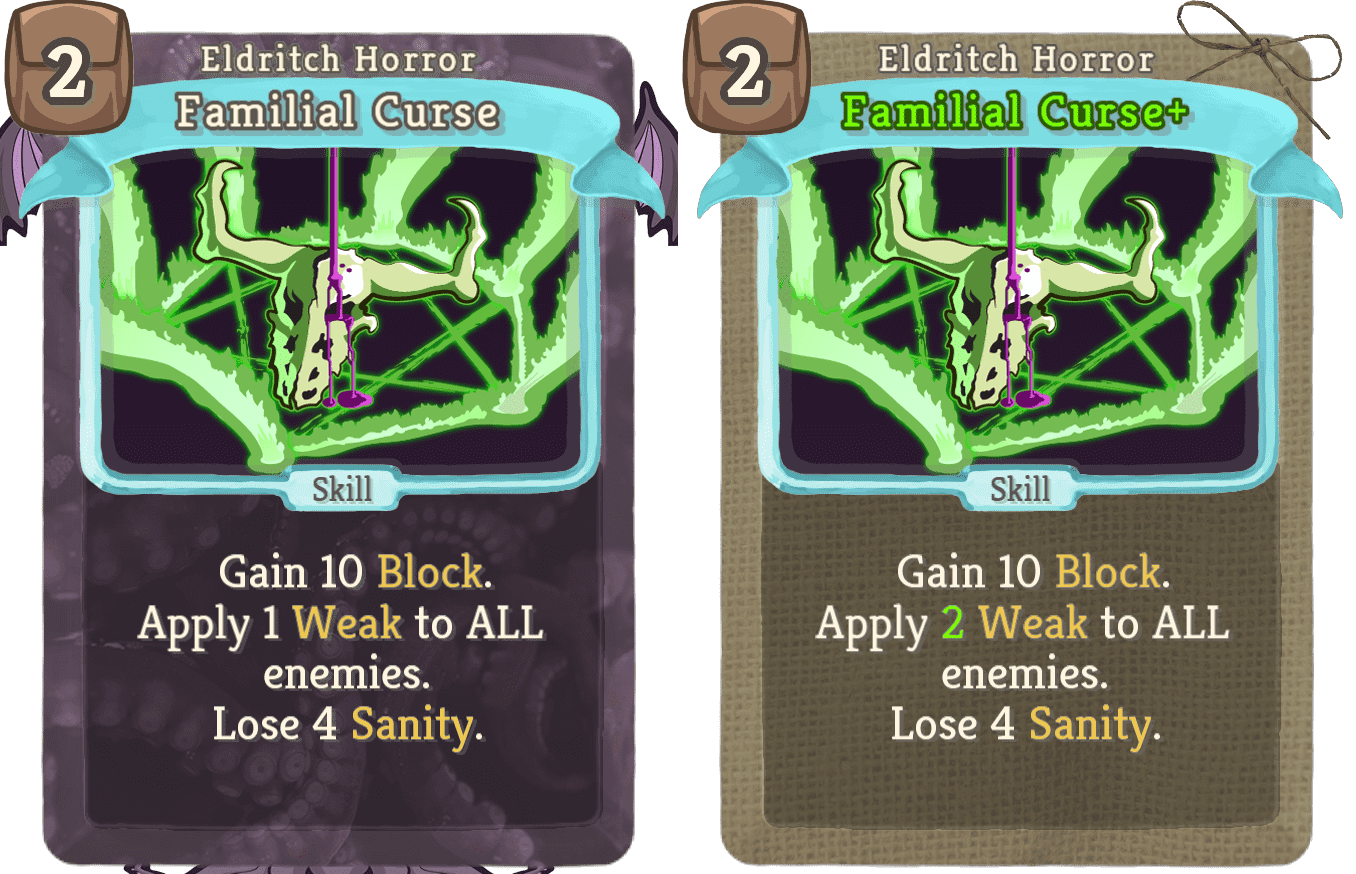 2
Eldritch Horror
Familial Curse
Skill
Gain 10 Block.
Apply 1 Weak to ALL
enemies.
Lose 4 Sanity.
2
Eldritch Horror
Familial Curse+
Skill
Gain 10 Block.
Apply 2 Weak to ALL
enemies.
Lose 4 Sanity.